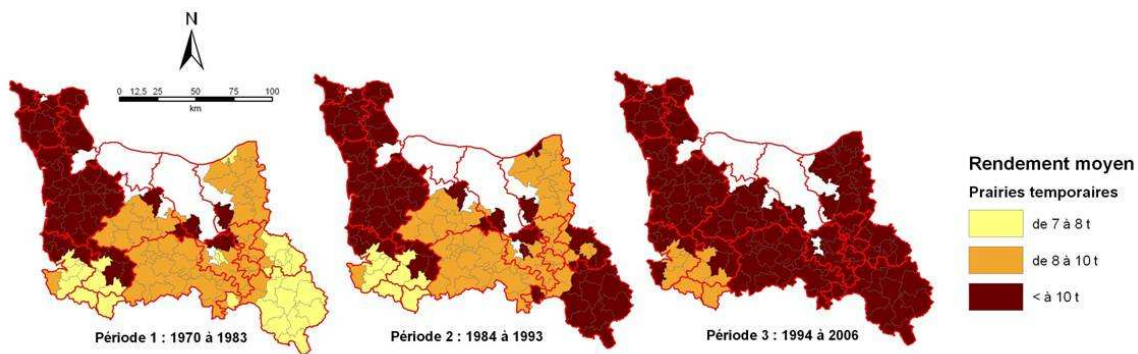 N
0 12,5 25 50 75 100
km
Période 1 : 1970 à 1983
Période 2 : 1984 à 1993
Période 3 : 1994 à 2006
Rendement moyen
Prairies temporaires
de 7 à 8 t
de 8 à 10 t
< à 10 t